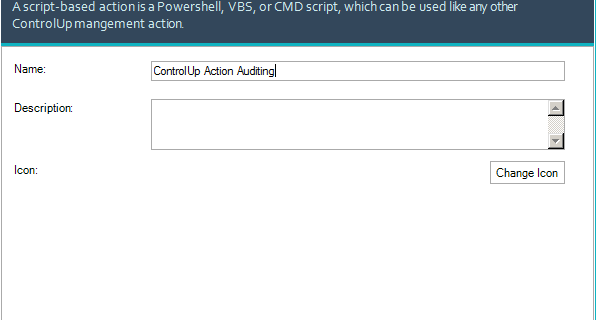 A script-based action is a Powershell, VBS, or CMD script, which can be used like any other
ControlUp mangement action.
Name:
ControlUp Action Auditing
Description:
Icon:
Change Icon